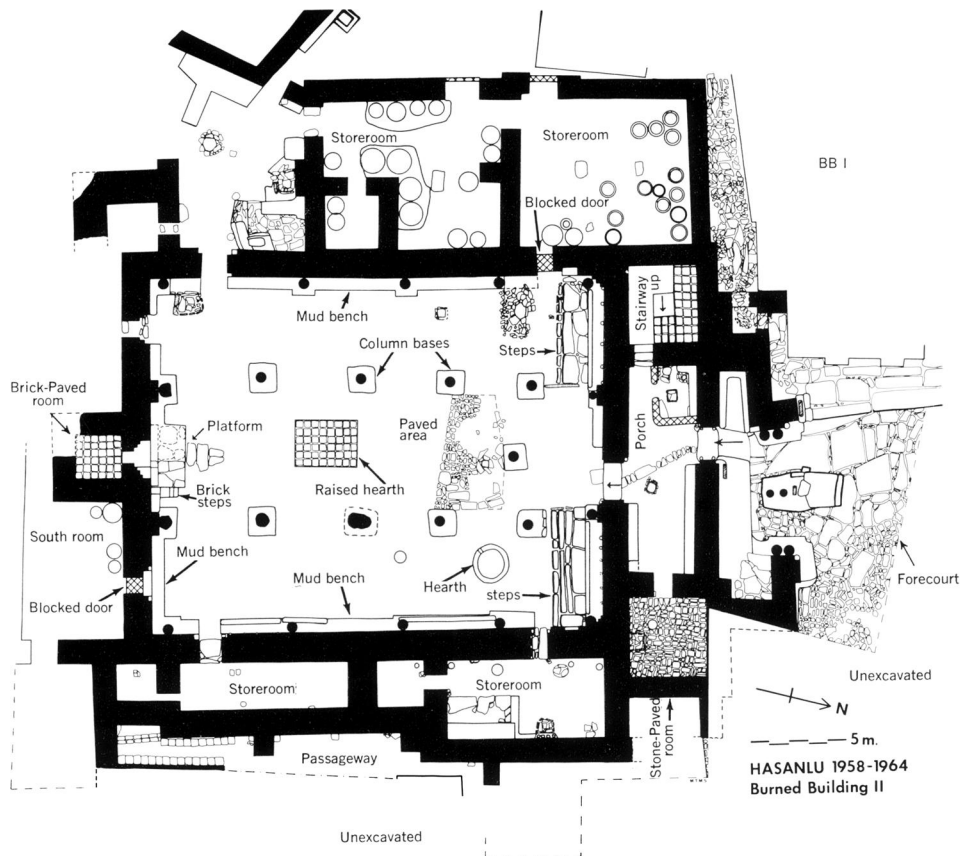 Storeroom
Storeroom
BB I
Blocked door
Stairway
up
Mud bench
Column bases
Steps
Brick-Paved
room
Platform
Paved
area
Porch
Brick
steps
Raised hearth
South room
Mud bench
Mud bench
Hearth
steps
Forecourt
Blocked door
Storeroom
Storeroom
Unexcavated
N
Stone-Paved
room
5 m.
Passageway
HASANLU 1958-1964
Burned Building II
Unexcavated